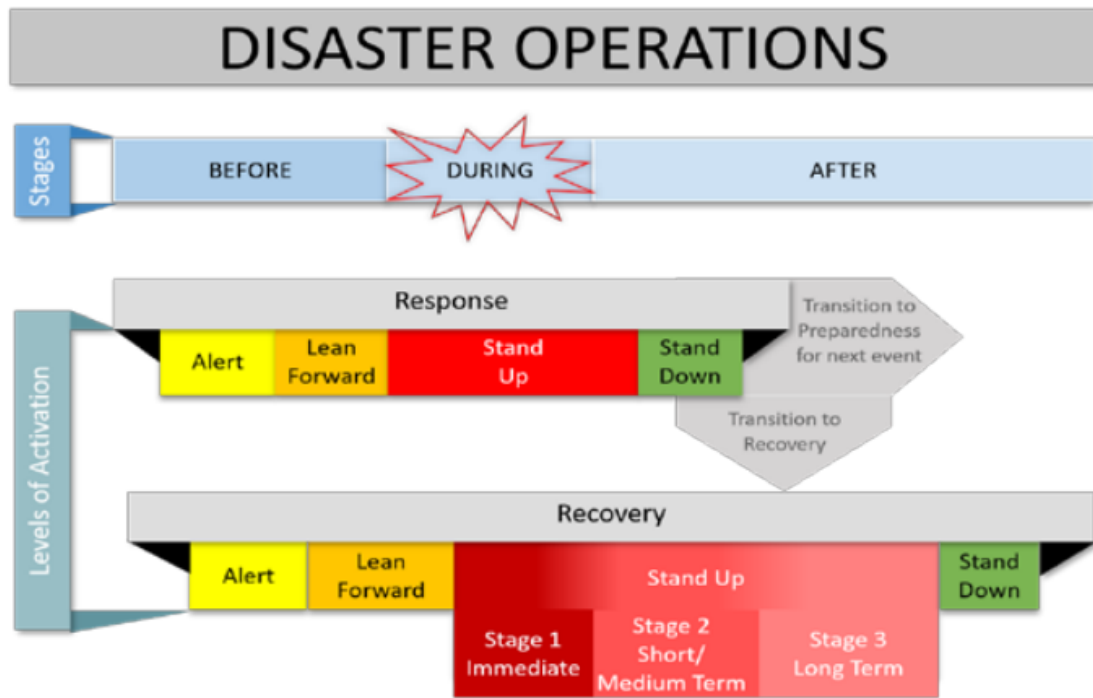 DISASTER OPERATIONS
Stages
BEFORE
DURING
AFTER
Levels of Activation
Response
Alert
Lean
Forward
Stand
Up
Stand
Down
Transition to
Preparedness
for next event
Transition to
Recovery
Recovery
Alert
Lean
Forward
Stand Up
Stand
Down
Stage 1
Immediate
Stage 2
Short/
Medium Term
Stage 3
Long Term